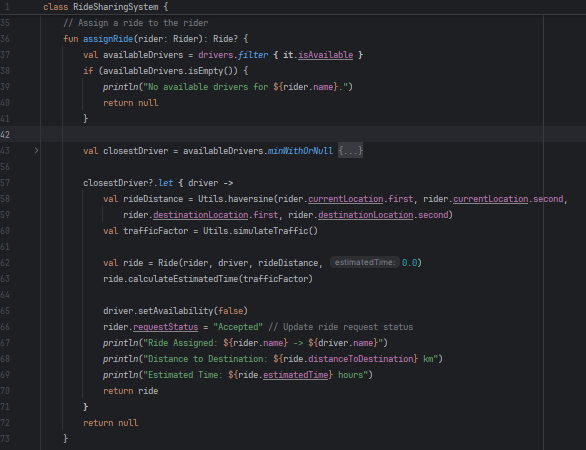 1 class RideSharingSystem {
35 // Assign a ride to the rider
36 fun assignRide(rider: Rider): Ride? {
37 val availableDrivers = drivers.filter { it.isAvailable }
38 if (availableDrivers.isEmpty()) {
39 println("No available drivers for ${rider.name}.")
40 return null
41 }
42
43 val closestDriver = availableDrivers.minWithOrNull {...}
56
57 closestDriver?.let { driver ->
58 val rideDistance = Utils.haversine(rider.currentLocation.first, rider.currentLocation.second,
59 rider.destinationLocation.first, rider.destinationLocation.second)
60 val trafficFactor = Utils.simulateTraffic()
61
62 val ride = Ride(rider, driver, rideDistance, estimatedTime: 0.0)
63 ride.calculateEstimatedTime(trafficFactor)
64
65 driver.setAvailability(false)
66 rider.requestStatus = "Accepted" // Update ride request status
67 println("Ride Assigned: ${rider.name} -> ${driver.name}")
68 println("Distance to Destination: ${ride.distanceToDestination} km")
69 println("Estimated Time: ${ride.estimatedTime} hours")
70 return ride
71 }
72 return null
73 }